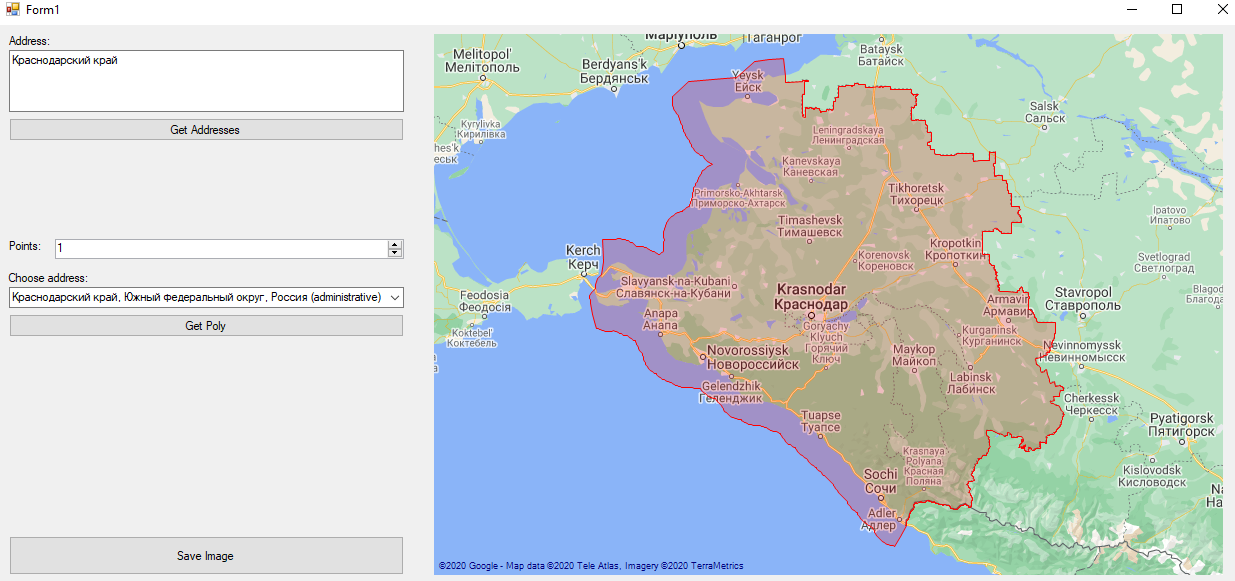 Form1
Address:
Краснодарский край
Get Addresses
Points:
1
Choose address:
Краснодарский край, Южный федеральный округ, Россия (administrative)
Get Poly
Save Image
Мариуполь
Таганрог
Melitopol'
Мелітополь
Berdyans'k
Бердянськ
Yeysk
Ейск
Bataysk
Батайск
Salsk
Сальск
Kyrylivka
Кирилівка
Leningradskaya
Ленинградская
Kanevskaya
Каневская
Primorsko-Akhtarsk
Приморско-Ахтарск
Tikhoretsk
Тихорецк
Ipatovo
Ипатово
Timashevsk
Тимашевск
Kropotkin
Кропоткин
Kerch
Керч
Korenovsk
Кореновск
Svetlograd
Светлоград
Slavyansk-na-Kubani
Славянск-на-Кубани
Krasnodar
Краснодар
Feodosia
Феодосія
Armavir
Армавир
Stavropol
Ставрополь
Blagod
Благода
Anapa
Анапа
Goryachy
Klyuch
Горячий
Ключ
Koktebel'
Коктебель
Kurganinsk
Курганинск
Novorossiysk
Новороссийск
Maykop
Майкоп
Nevinnomyssk
Невинномысск
Labinsk
Лабинск
Gelendzhik
Геленджик
Cherkessk
Черкесск
Tuapse
Туапсе
Pyatigorsk
Пятигорск
Krasnaya
Polyana
Красная
Поляна
Sochi
Сочи
Kislovodsk
Кисловодск
Na
На
Adler
Адлер
©2020 Google - Map data ©2020 Tele Atlas, Imagery ©2020 TerraMetrics